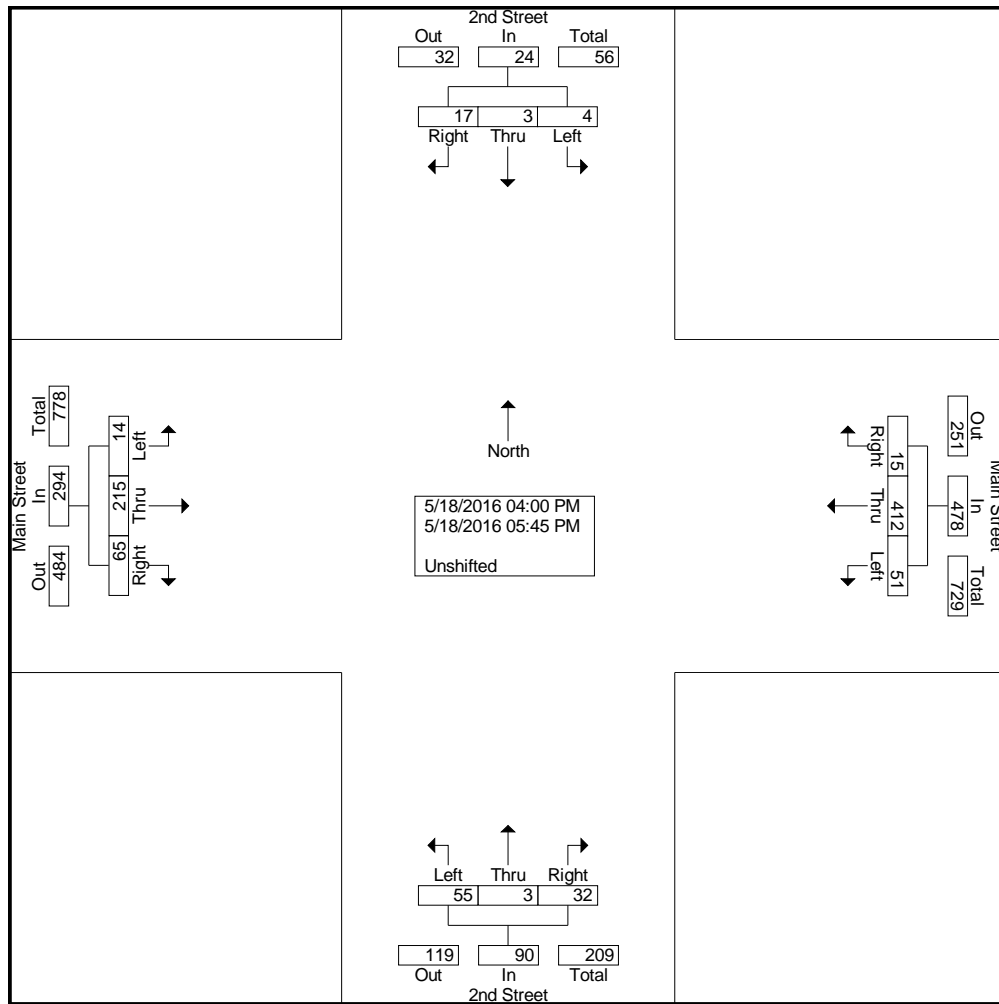 2nd Street
Out In Total
32 24 56
17 3 4
Right Thru Left
Main Street
Total In Out
778 294 484
14 215 65
Left Thru Right
North
5/18/2016 04:00 PM
5/18/2016 05:45 PM
Unshifted
Right Thru Left
15 412 51
Out In Total
251 478 729
Main Street
Left Thru Right
55 3 32
119 90 209
Out In Total
2nd Street